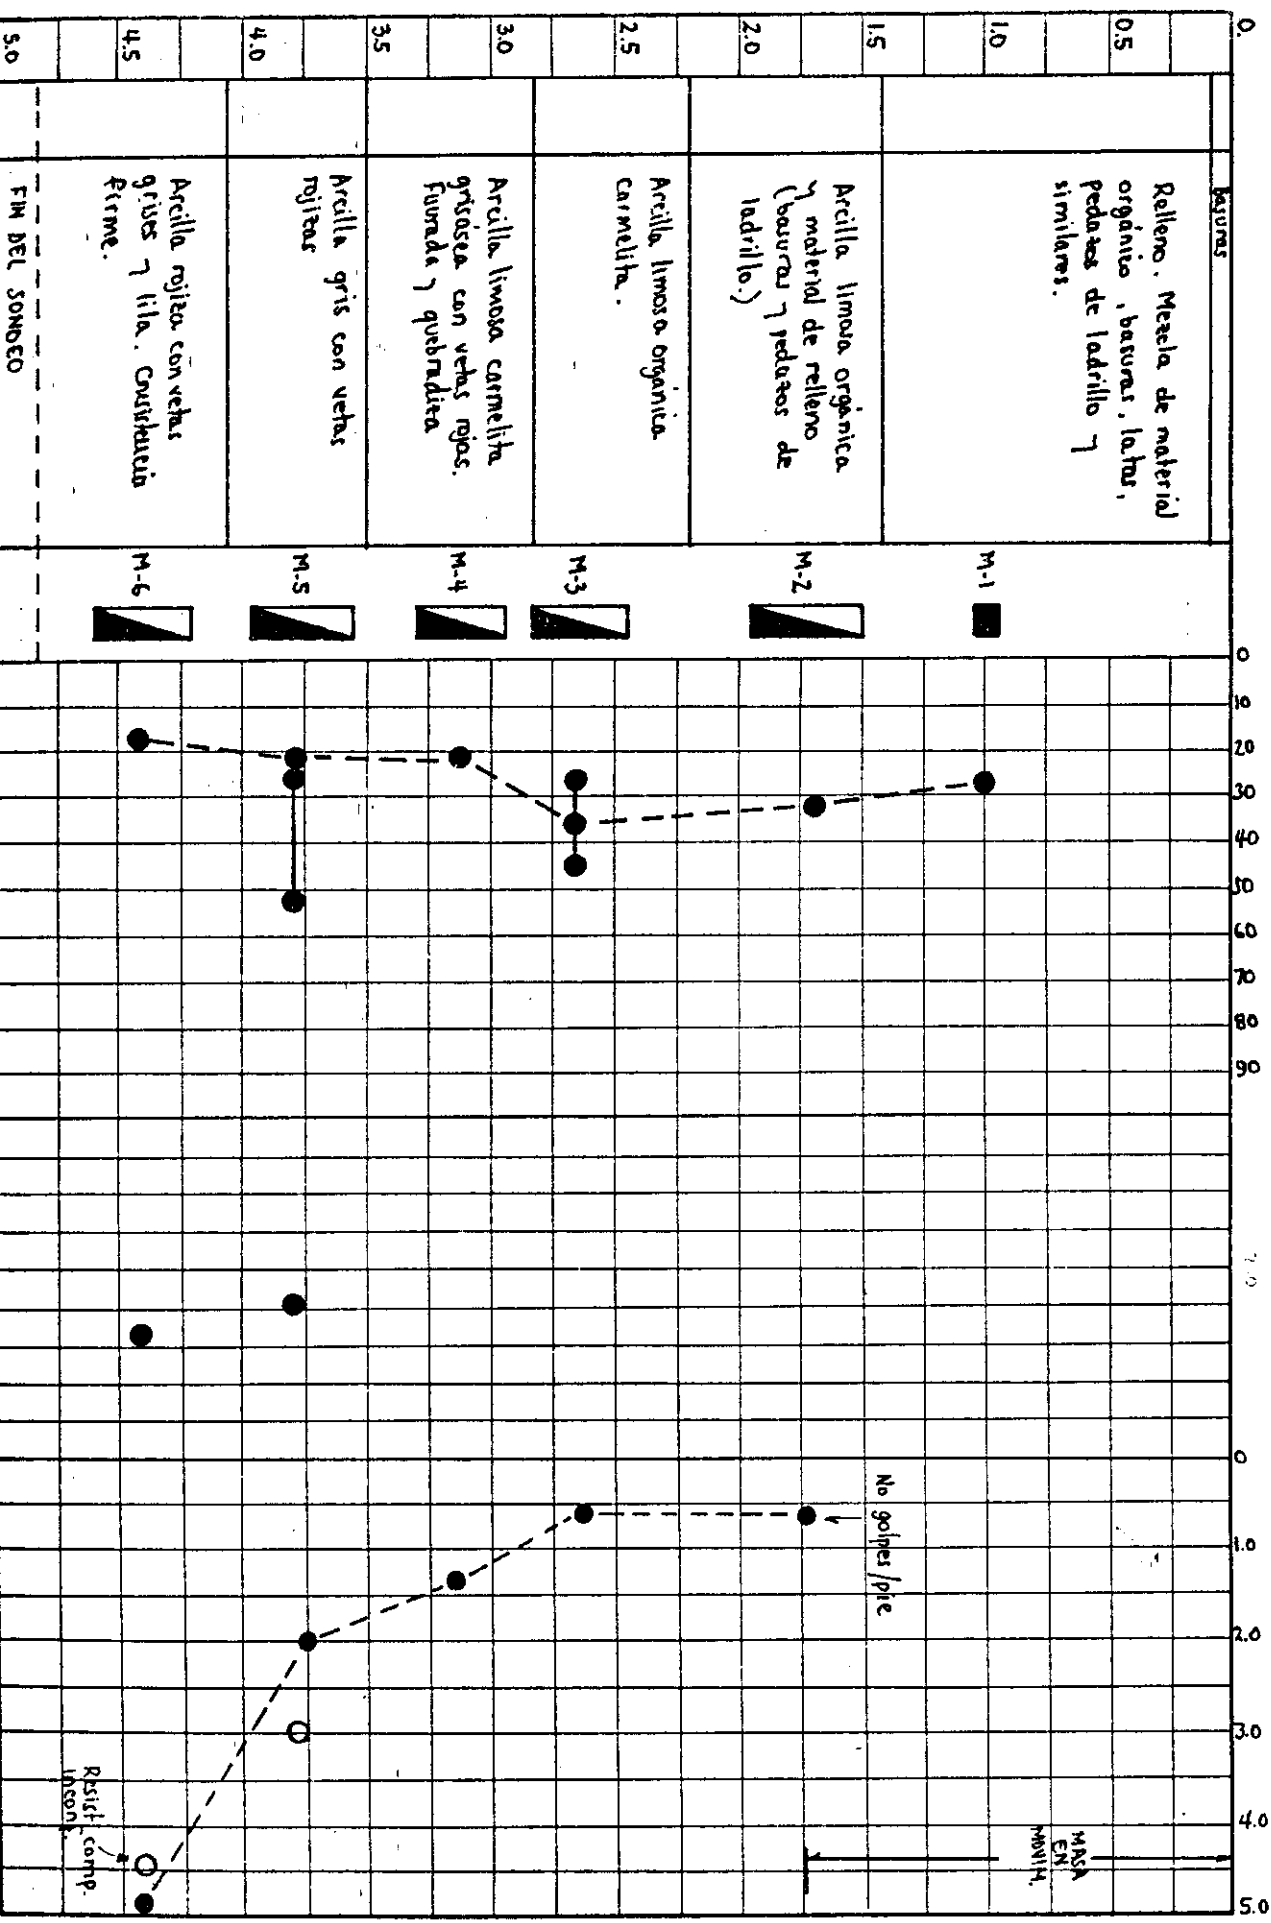 0.
0.5
1.0
1.5
2.0
2.5
3.0
3.5
4.0
4.5
5.0
basuras
Relleno. Mezcla de material
orgánico, basuras, latas,
pedazos de ladrillo y
similares.
Arcilla limosa orgánica
y material de relleno
(basuras y pedazos de
ladrillo.)
Arcilla limosa orgánica
carmelita.
Arcilla limosa carmelita
grisásea con vetas rojas.
Fisurada y quebradiza
Arcilla gris con vetas
rojizas
Arcilla rojiza con vetas
grises y lila. Consistencia
firme.
FIN DEL SONDEO
M-1
M-2
M-3
M-4
M-5
M-6
0
10
20
30
40
50
60
70
80
90
0
1.0
2.0
3.0
4.0
5.0
No golpes/pie
MASA
EN
MOVIM.
Resist. comp.
inconf.